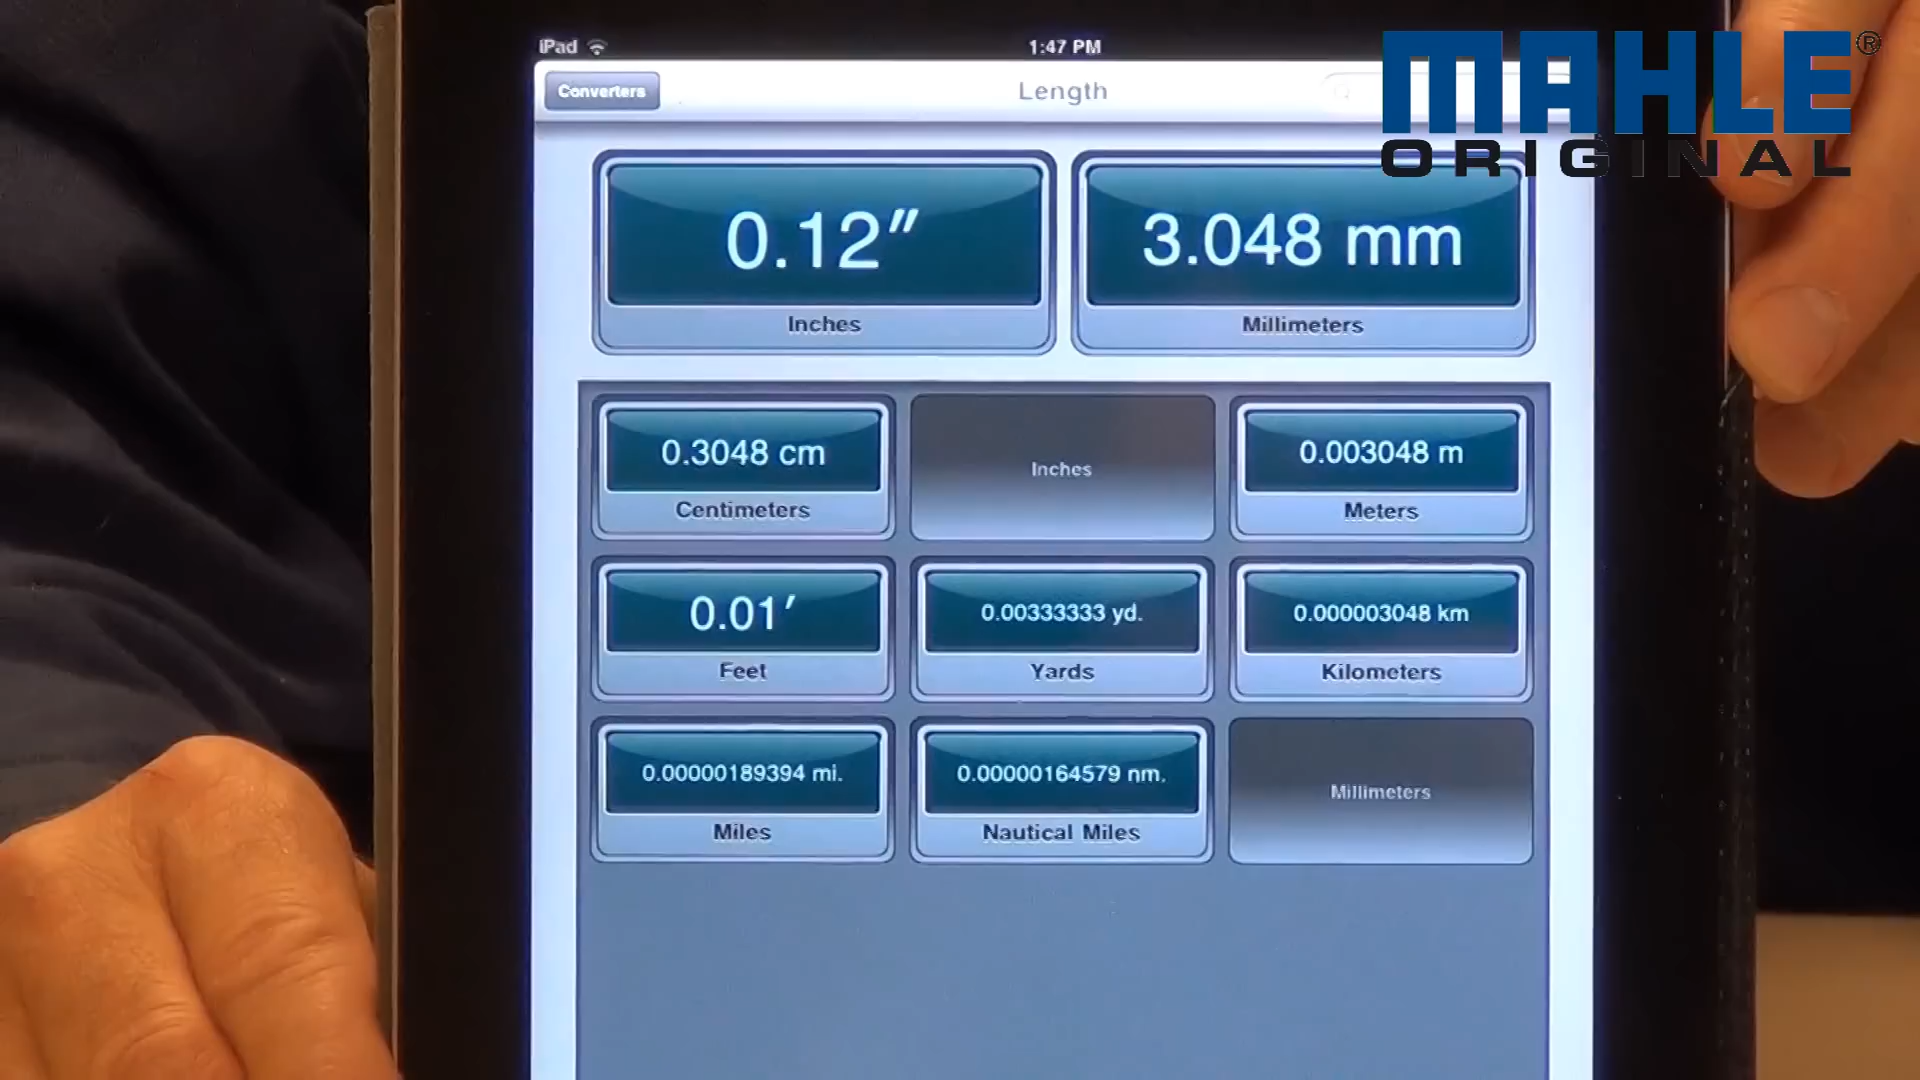 iPad
1:47 PM
MAHLE®
ORIGINAL
Converters
Length
0.12"
Inches
3.048 mm
Millimeters
0.3048 cm
Centimeters
Inches
0.003048 m
Meters
0.01'
Feet
0.00333333 yd.
Yards
0.000003048 km
Kilometers
0.00000189394 mi.
Miles
0.00000164579 nm.
Nautical Miles
Millimeters